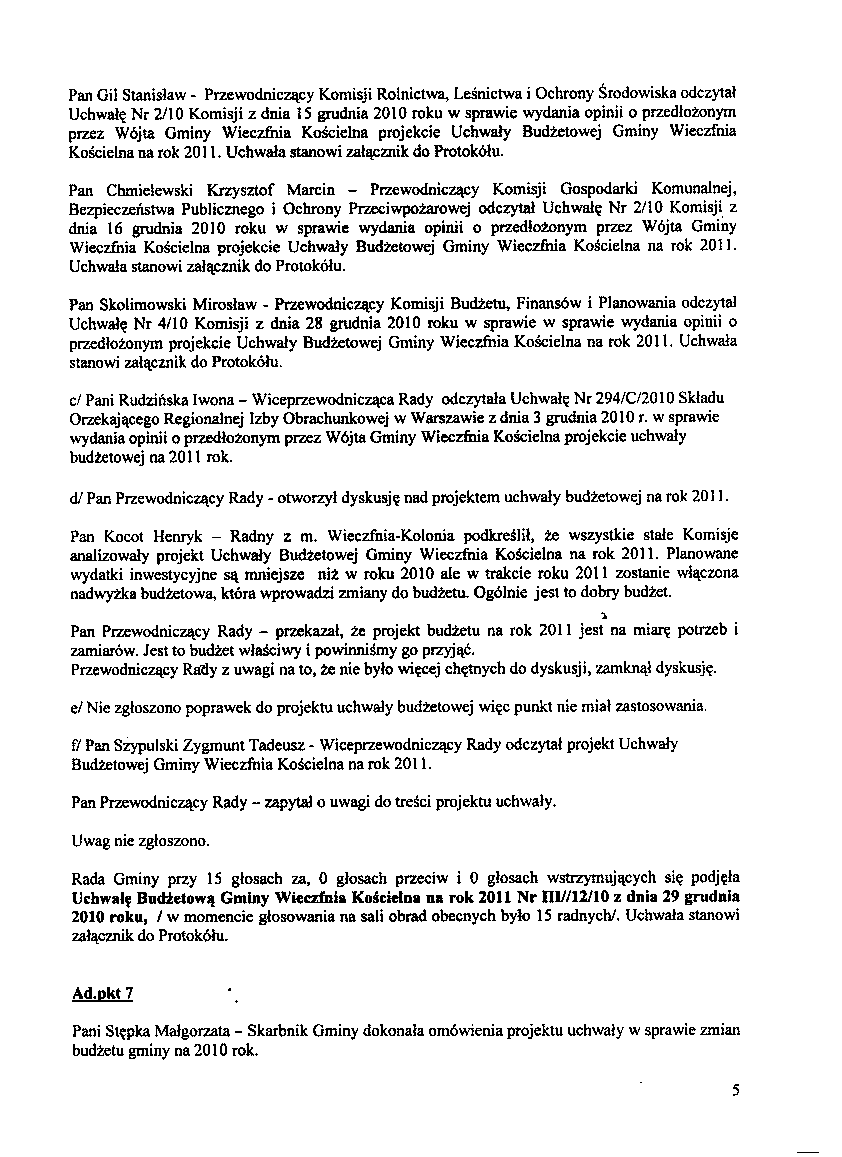 Pan Gil Stanisław - Przewodniczący Komisji Rolnictwa, Leśnictwa i Ochrony Środowiska odczytał
Uchwałę Nr 2/10 Komisji z dnia 15 grudnia 2010 roku w sprawie wydania opinii o przedłożonym
przez Wójta Gminy Wieczfnia Kościelna projekcie Uchwały Budżetowej Gminy Wieczfnia
Kościelna na rok 2011. Uchwała stanowi załącznik do Protokółu.
Pan Chmielewski Krzysztof Marcin – Przewodniczący Komisji Gospodarki Komunalnej,
Bezpieczeństwa Publicznego i Ochrony Przeciwpożarowej odczytał Uchwałę Nr 2/10 Komisji z
dnia 16 grudnia 2010 roku w sprawie wydania opinii o przedłożonym przez Wójta Gminy
Wieczfnia Kościelna projekcie Uchwały Budżetowej Gminy Wieczfnia Kościelna na rok 2011.
Uchwała stanowi załącznik do Protokółu.
Pan Skolimowski Mirosław - Przewodniczący Komisji Budżetu, Finansów i Planowania odczytał
Uchwałę Nr 4/10 Komisji z dnia 28 grudnia 2010 roku w sprawie w sprawie wydania opinii o
przedłożonym projekcie Uchwały Budżetowej Gminy Wieczfnia Kościelna na rok 2011. Uchwała
stanowi załącznik do Protokółu.
c/ Pani Rudzińska Iwona – Wiceprzewodnicząca Rady odczytała Uchwałę Nr 294/C/2010 Składu
Orzekającego Regionalnej Izby Obrachunkowej w Warszawie z dnia 3 grudnia 2010 r. w sprawie
wydania opinii o przedłożonym przez Wójta Gminy Wieczfnia Kościelna projekcie uchwały
budżetowej na 2011 rok.
d/ Pan Przewodniczący Rady - otworzył dyskusję nad projektem uchwały budżetowej na rok 2011.
Pan Kocot Henryk – Radny z m. Wieczfnia-Kolonia podkreślił, że wszystkie stałe Komisje
analizowały projekt Uchwały Budżetowej Gminy Wieczfnia Kościelna na rok 2011. Planowane
wydatki inwestycyjne są mniejsze niż w roku 2010 ale w trakcie roku 2011 zostanie włączona
nadwyżka budżetowa, która wprowadzi zmiany do budżetu. Ogólnie jest to dobry budżet.
Pan Przewodniczący Rady – przekazał, że projekt budżetu na rok 2011 jest na miarę potrzeb i
zamiarów. Jest to budżet właściwy i powinniśmy go przyjąć.
Przewodniczący Rady z uwagi na to, że nie było więcej chętnych do dyskusji, zamknął dyskusję.
e/ Nie zgłoszono poprawek do projektu uchwały budżetowej więc punkt nie miał zastosowania.
f/ Pan Szypulski Zygmunt Tadeusz - Wiceprzewodniczący Rady odczytał projekt Uchwały
Budżetowej Gminy Wieczfnia Kościelna na rok 2011.
Pan Przewodniczący Rady – zapytał o uwagi do treści projektu uchwały.
Uwag nie zgłoszono.
Rada Gminy przy 15 głosach za, 0 głosach przeciw i 0 głosach wstrzymujących się podjęła
Uchwałę Budżetową Gminy Wieczfnia Kościelna na rok 2011 Nr III//12/10 z dnia 29 grudnia
2010 roku, / w momencie głosowania na sali obrad obecnych było 15 radnych/. Uchwała stanowi
załącznik do Protokółu.
Ad.pkt 7
Pani Stępka Małgorzata – Skarbnik Gminy dokonała omówienia projektu uchwały w sprawie zmian
budżetu gminy na 2010 rok.
5